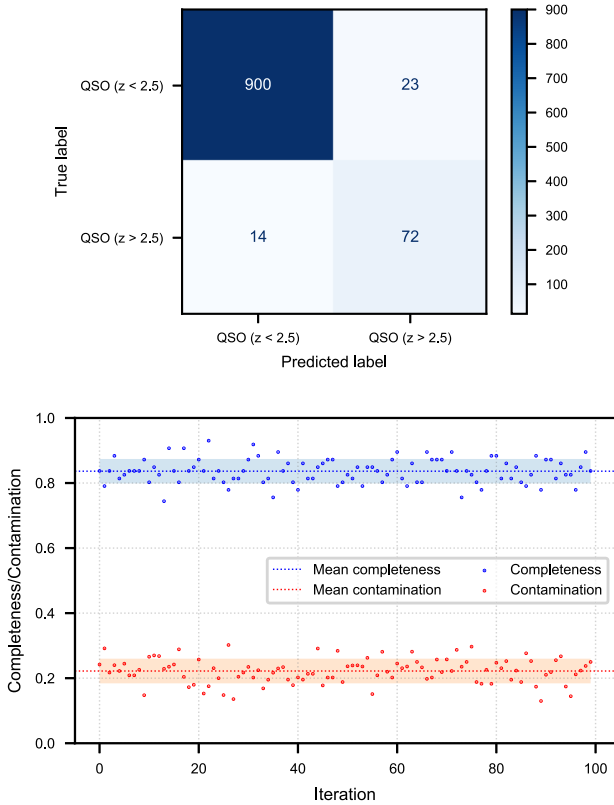 900
800
700
600
500
400
300
200
100
QSO (z < 2.5)
900
23
True label
QSO (z > 2.5)
14
72
QSO (z < 2.5)
QSO (z > 2.5)
Predicted label
1.0
0.8
0.6
0.4
0.2
0.0
Completeness/Contamination
Mean completeness
Completeness
Mean contamination
Contamination
0
20
40
60
80
100
Iteration